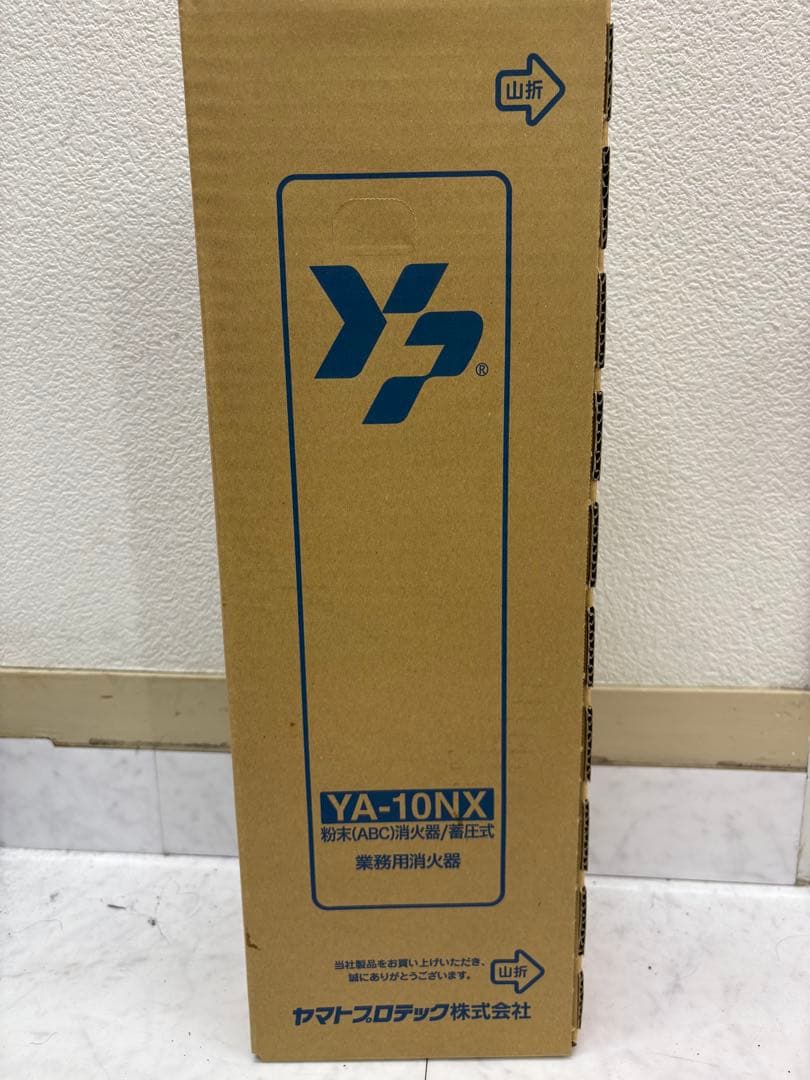 山折
YP®
YA-10NX
粉末(ABC)消火器/蓄圧式
業務用消火器
当社製品をお買い上げいただき、
誠にありがとうございます。
山折
ヤマトプロテック株式会社